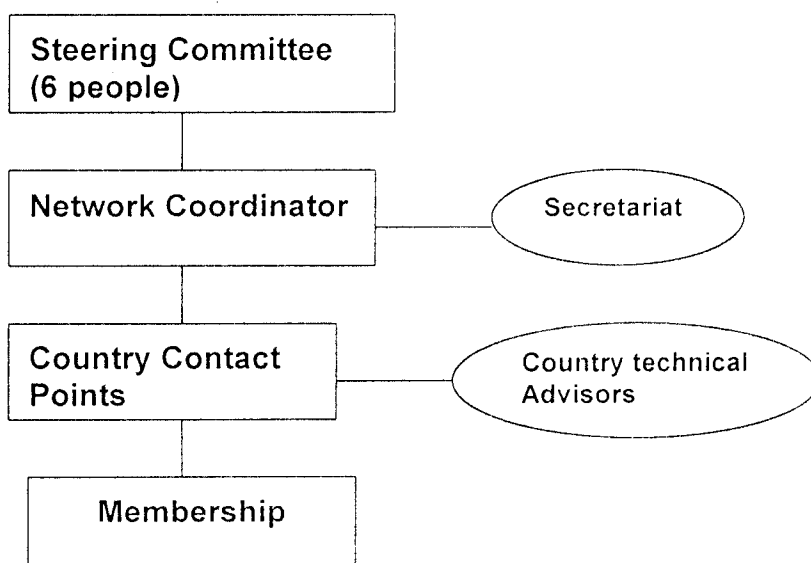 Steering Committee
(6 people)
Network Coordinator
Secretariat
Country Contact
Points
Country technical
Advisors
Membership